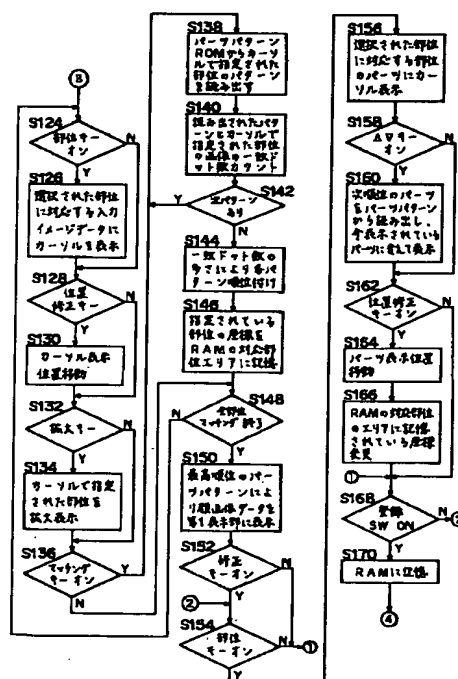 B
S124
部位キー
オン
N
Y
S126
選択された部位
に対応する入力
イメージデータに
カーソルを表示
S128
位置
修正キー
N
Y
S130
カーソル表示
位置移動
S132
拡大キー
N
Y
S134
カーソルで指定
された部位を
拡大表示
S136
マッチング
キーオン
Y
N
S138
パーツパターン
ROMからカーソ
ルで指定された
部位のパターン
を読み出す
S140
読み出されたパタ
ーンとカーソルで
指定された部位
の画像の一致ド
ット数カウント
S142
次パターン
あり
Y
N
S144
一致ドット数の
多さにより各パ
ターン順位付け
S146
指定されている
部位の座標を
RAMの対応部
位エリアに記憶
S148
全部位
マッチング終了
N
Y
S150
最高順位のパー
ツパターンにより
顔画像データを
第1表示部に表示
S152
修正
キーオン
N
Y
②
S154
部位
キーオン
N
①
Y
S156
選択された部位
に対応する部位
のパーツにカー
ソル表示
S158
△▽キー
オン
N
Y
S160
次順位のパーツ
をパーツパターン
から読み出し、
今表示されている
パーツに変えて表示
S162
位置修正
キーオン
N
Y
S164
パーツ表示位置
移動
S166
RAMの対応部位
のエリアに記憶
されている座標
変更
①
S168
登録
SW ON
N
②
Y
S170
RAMに記憶
④